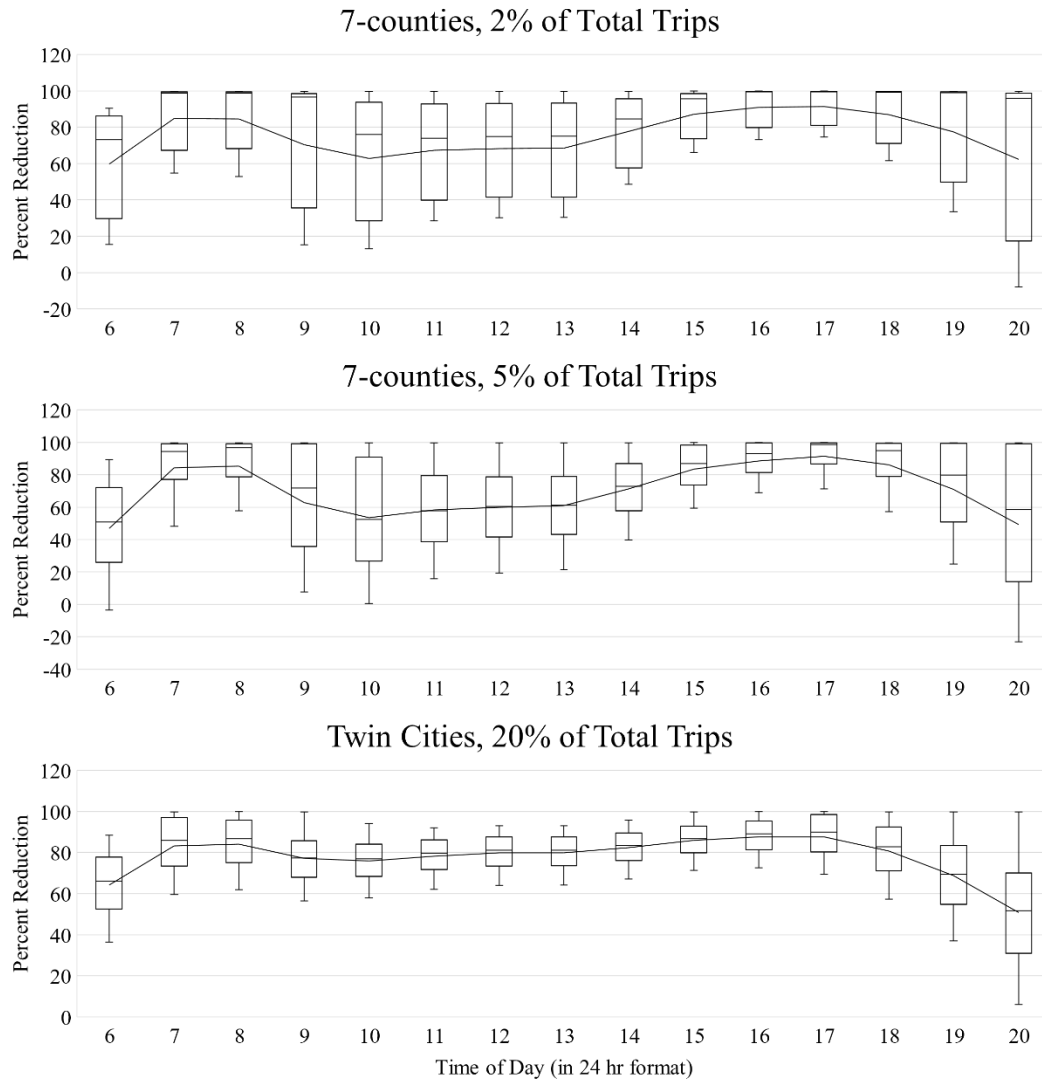 7-counties, 2% of Total Trips
120
100
80
60
40
20
0
-20
Percent Reduction
6 7 8 9 10 11 12 13 14 15 16 17 18 19 20
7-counties, 5% of Total Trips
120
100
80
60
40
20
0
-20
-40
Percent Reduction
6 7 8 9 10 11 12 13 14 15 16 17 18 19 20
Twin Cities, 20% of Total Trips
120
100
80
60
40
20
0
Percent Reduction
6 7 8 9 10 11 12 13 14 15 16 17 18 19 20
Time of Day (in 24 hr format)